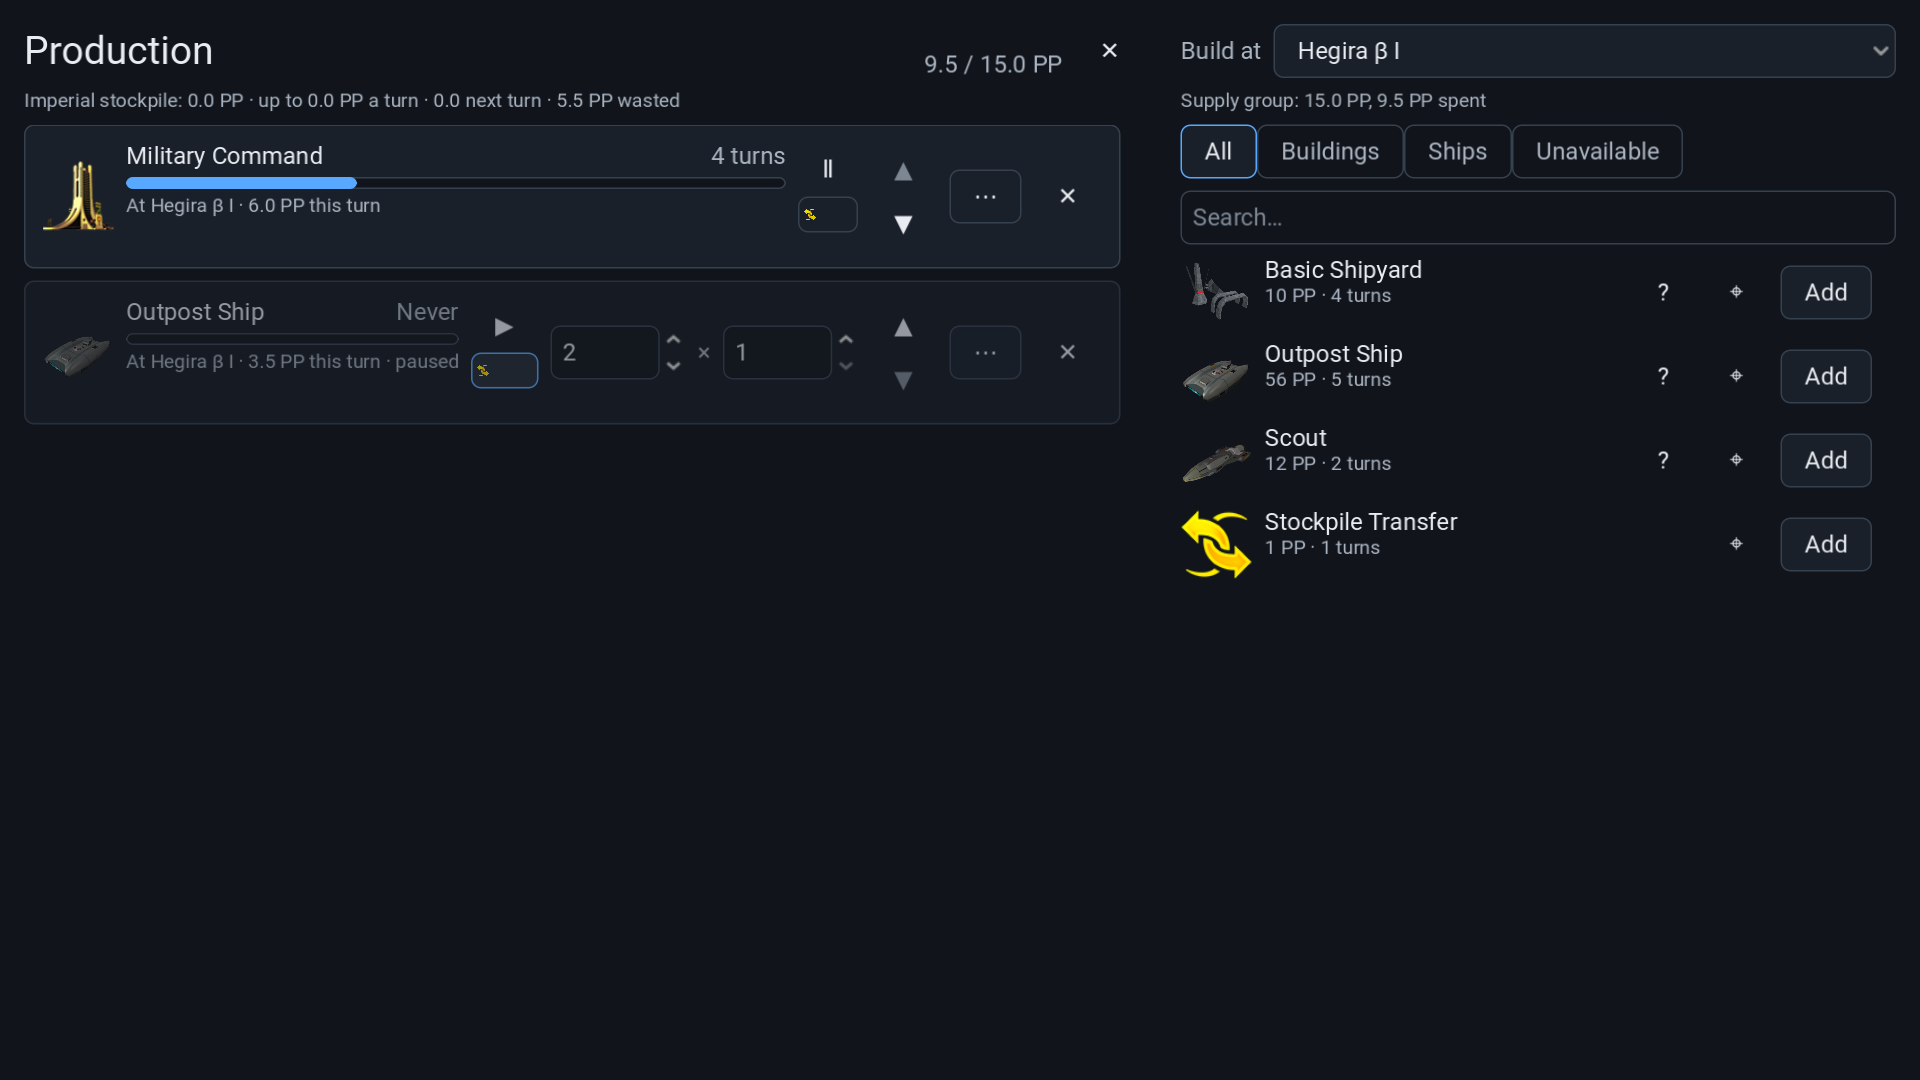 Production
9.5 / 15.0 PP
×
Imperial stockpile: 0.0 PP · up to 0.0 PP a turn · 0.0 next turn · 5.5 PP wasted
Military Command
4 turns
At Hegira β I · 6.0 PP this turn
...
×
Outpost Ship
Never
At Hegira β I · 3.5 PP this turn · paused
2
×
1
...
×
Build at
Hegira β I
Supply group: 15.0 PP, 9.5 PP spent
All
Buildings
Ships
Unavailable
Search…
Basic Shipyard
10 PP · 4 turns
?
Add
Outpost Ship
56 PP · 5 turns
?
Add
Scout
12 PP · 2 turns
?
Add
Stockpile Transfer
1 PP · 1 turns
Add